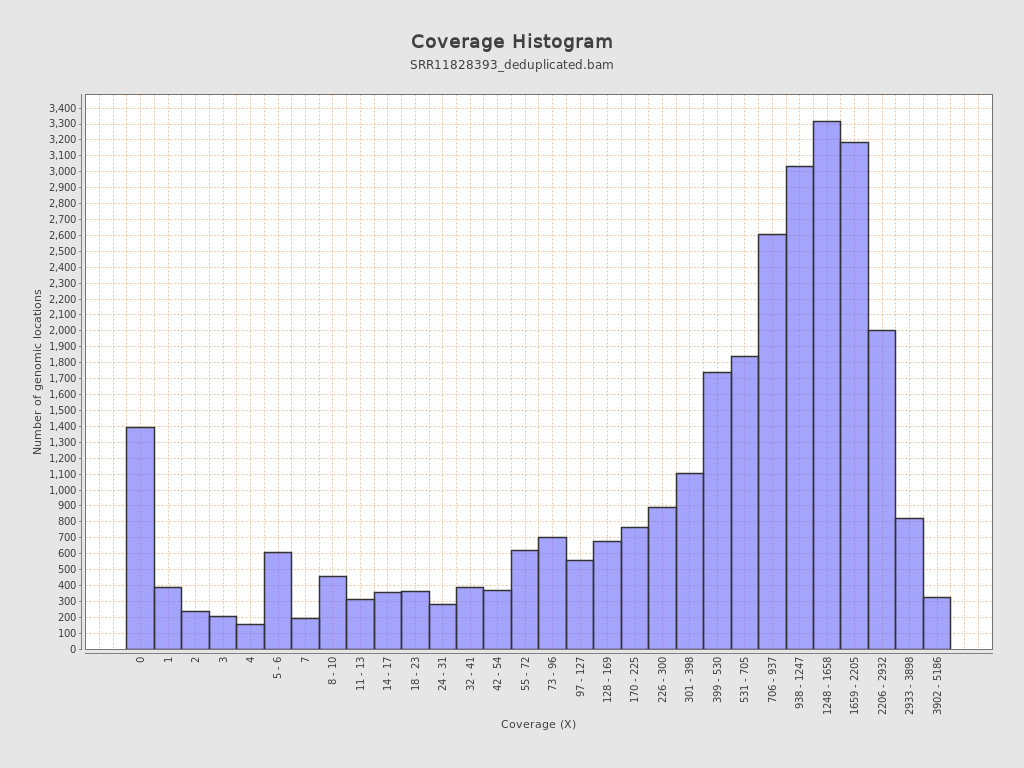 Coverage Histogram
SRR11828393_deduplicated.bam
Number of genomic locations
3,400
3,300
3,200
3,100
3,000
2,900
2,800
2,700
2,600
2,500
2,400
2,300
2,200
2,100
2,000
1,900
1,800
1,700
1,600
1,500
1,400
1,300
1,200
1,100
1,000
900
800
700
600
500
400
300
200
100
0
0
1
2
3
4
5 - 6
7
8 - 10
11 - 13
14 - 17
18 - 23
24 - 31
32 - 41
42 - 54
55 - 72
73 - 96
97 - 127
128 - 169
170 - 225
226 - 300
301 - 398
399 - 530
531 - 705
706 - 937
938 - 1247
1248 - 1658
1659 - 2205
2206 - 2932
2933 - 3898
3902 - 5186
Coverage (X)